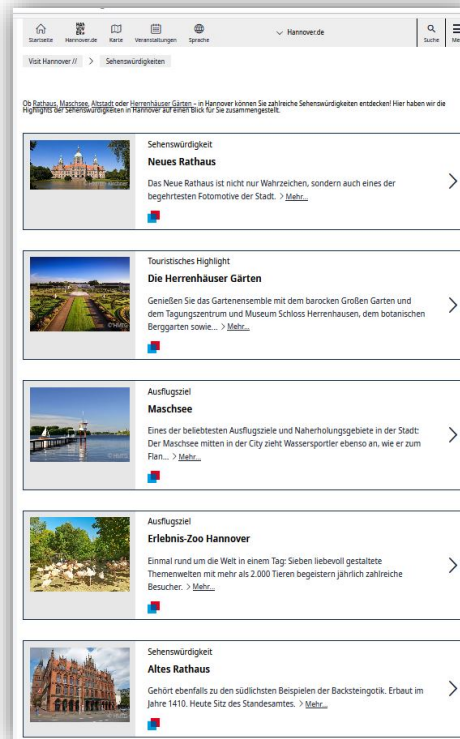 Startseite
Hannover.de
Karte
Veranstaltungen
Sprache
Hannover.de
Suche
Visit Hannover //
>
Sehenswürdigkeiten
Ob Rathaus, Maschsee, Altstadt oder Herrenhäuser Gärten – in Hannover können Sie zahlreiche Sehenswürdigkeiten entdecken! Hier haben wir die
Highlights der Sehenswürdigkeiten in Hannover auf einen Blick für Sie zusammengestellt.
Sehenswürdigkeit
Neues Rathaus
Das Neue Rathaus ist nicht nur Wahrzeichen, sondern auch eines der
begehrtesten Fotomotive der Stadt. > Mehr...
Touristisches Highlight
Die Herrenhäuser Gärten
Genießen Sie das Gartenensemble mit dem barocken Großen Garten und
dem Tagungszentrum und Museum Schloss Herrenhausen, dem botanischen
Berggarten sowie... > Mehr...
©HMTG
Ausflugsziel
Maschsee
Eines der beliebtesten Ausflugsziele und Naherholungsgebiete in der Stadt:
Der Maschsee mitten in der City zieht Wassersportler ebenso an, wie er zum
Flan... > Mehr...
Ausflugsziel
Erlebnis-Zoo Hannover
Einmal rund um die Welt in einem Tag: Sieben liebevoll gestaltete
Themenwelten mit mehr als 2.000 Tieren begeistern jährlich zahlreiche
Besucher. > Mehr...
Sehenswürdigkeit
Altes Rathaus
Gehört ebenfalls zu den südlichsten Beispielen der Backsteingotik. Erbaut im
Jahre 1410. Heute Sitz des Standesamtes. > Mehr...